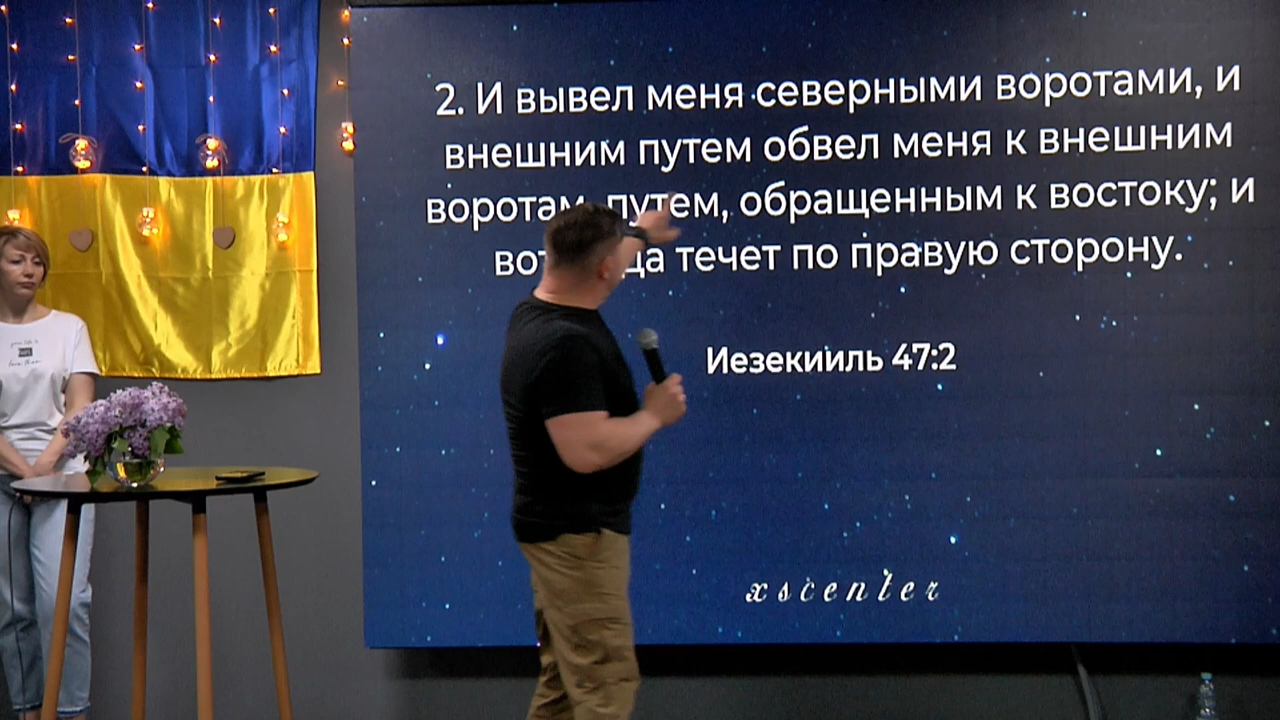 2. И вывел меня северными воротами, и
внешним путем обвел меня к внешним
воротам, путем, обращенным к востоку; и
течет по правую сторону.
Иезекииль 47:2
xscenter